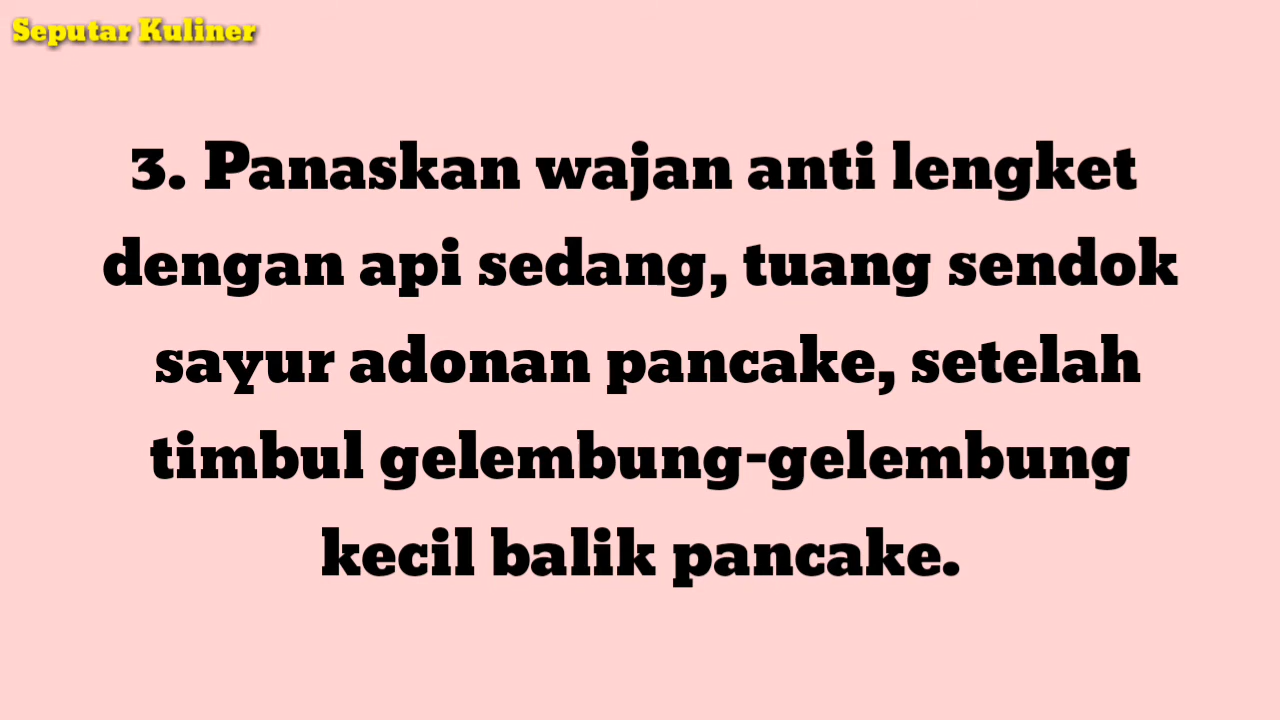 Seputar Kuliner
3. Panaskan wajan anti lengket
dengan api sedang, tuang sendok
sayur adonan pancake, setelah
timbul gelembung-gelembung
kecil balik pancake.